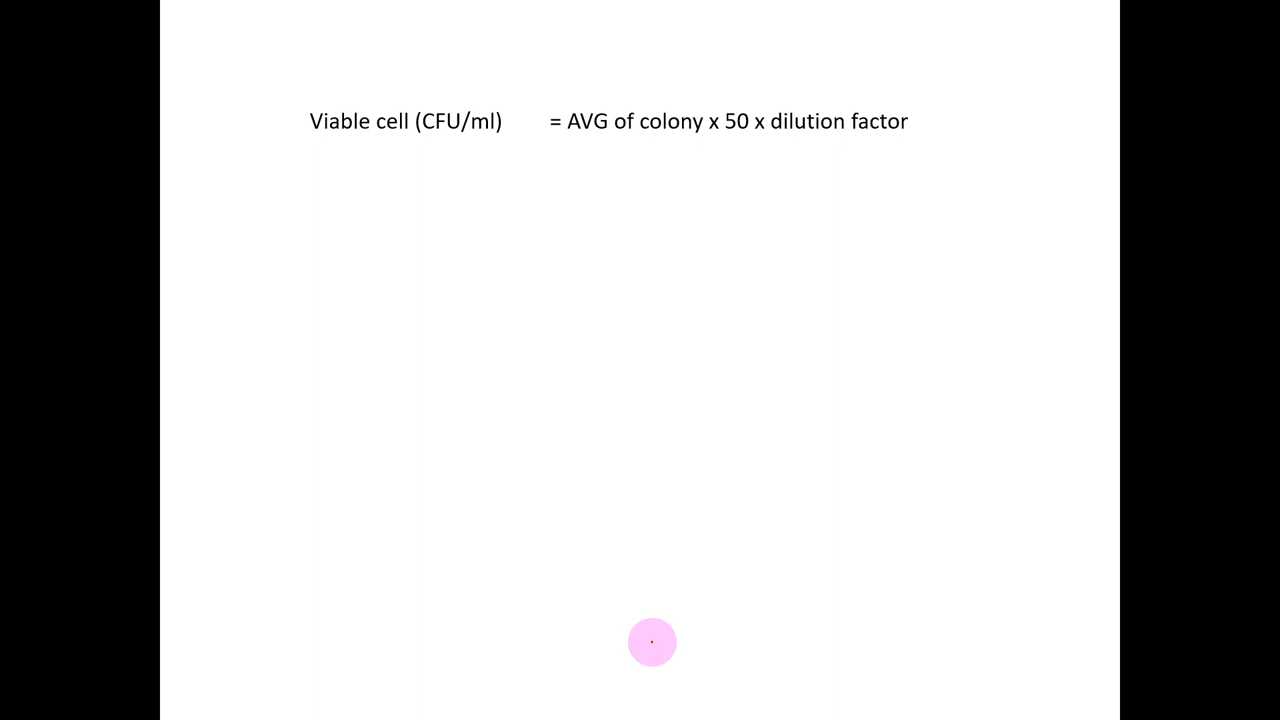 Viable cell (CFU/ml) = AVG of colony x 50 x dilution factor